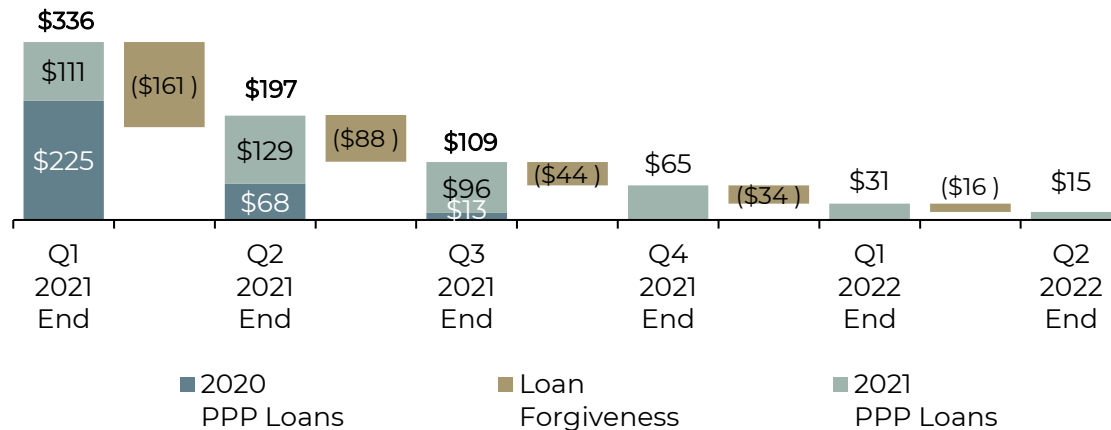 $336
$111
($161 )
$197
$225
$129
($88 )
$109
$68
$96
$13
($44 )
$65
($34 )
$31
($16 )
$15
Q1
2021
End
Q2
2021
End
Q3
2021
End
Q4
2021
End
Q1
2022
End
Q2
2022
End
2020
PPP Loans
Loan
Forgiveness
2021
PPP Loans